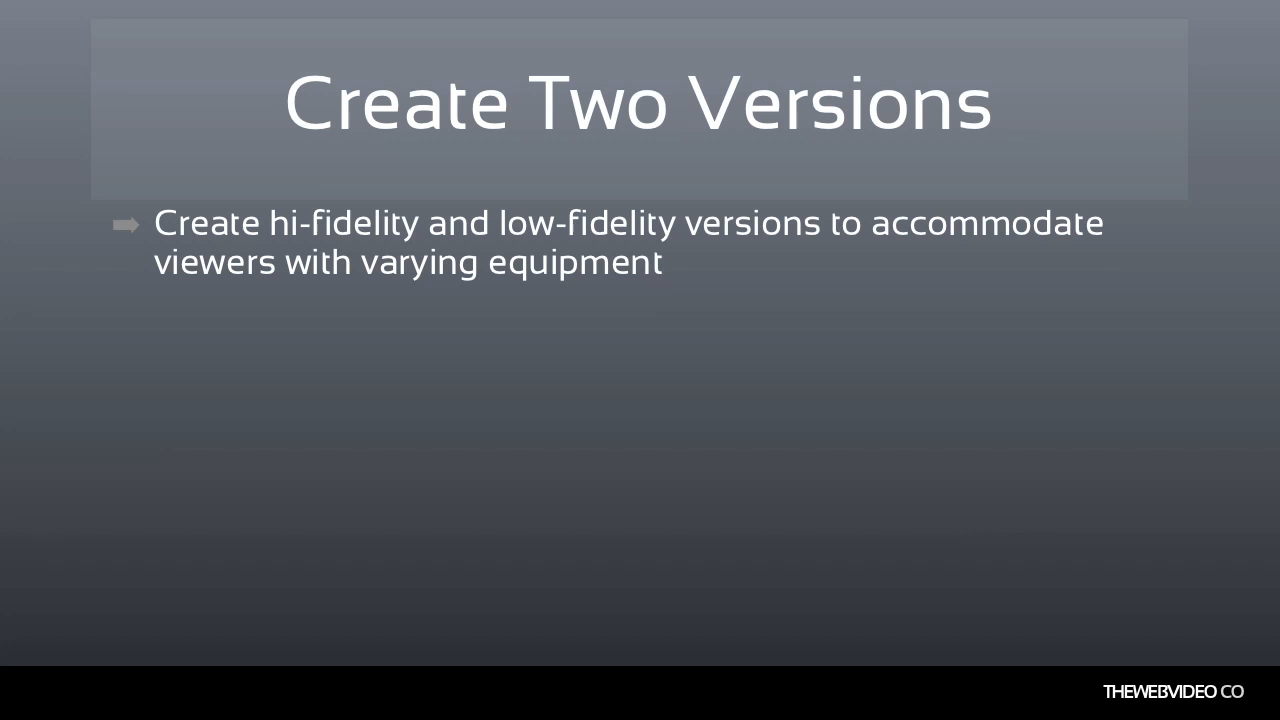 Create Two Versions
Create hi-fidelity and low-fidelity versions to accommodate
viewers with varying equipment
THEWEBVIDEO CO